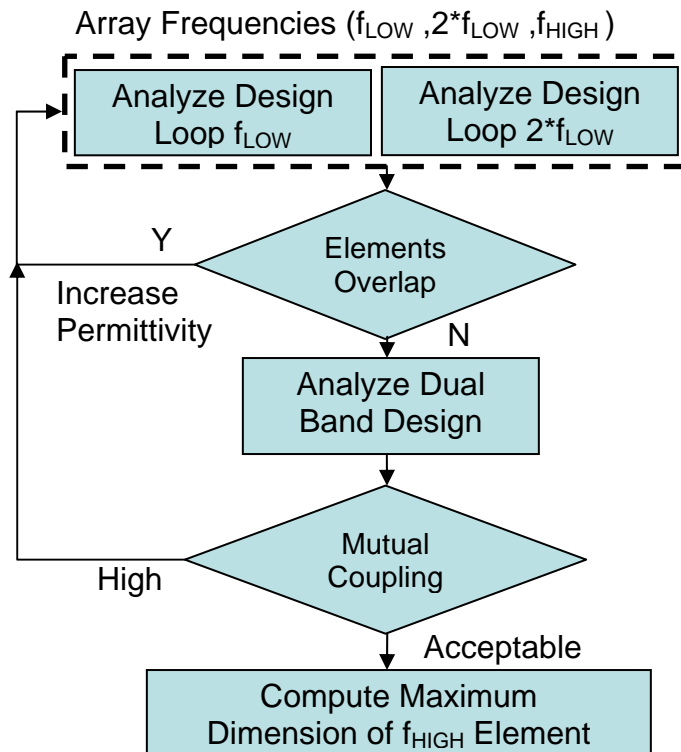 Array Frequencies (fLOW ,2*fLOW ,fHIGH )
Analyze Design
Loop fLOW
Analyze Design
Loop 2*fLOW
Y
Elements
Overlap
Increase
Permittivity
N
Analyze Dual
Band Design
Mutual
Coupling
High
Acceptable
Compute Maximum
Dimension of fHIGH Element